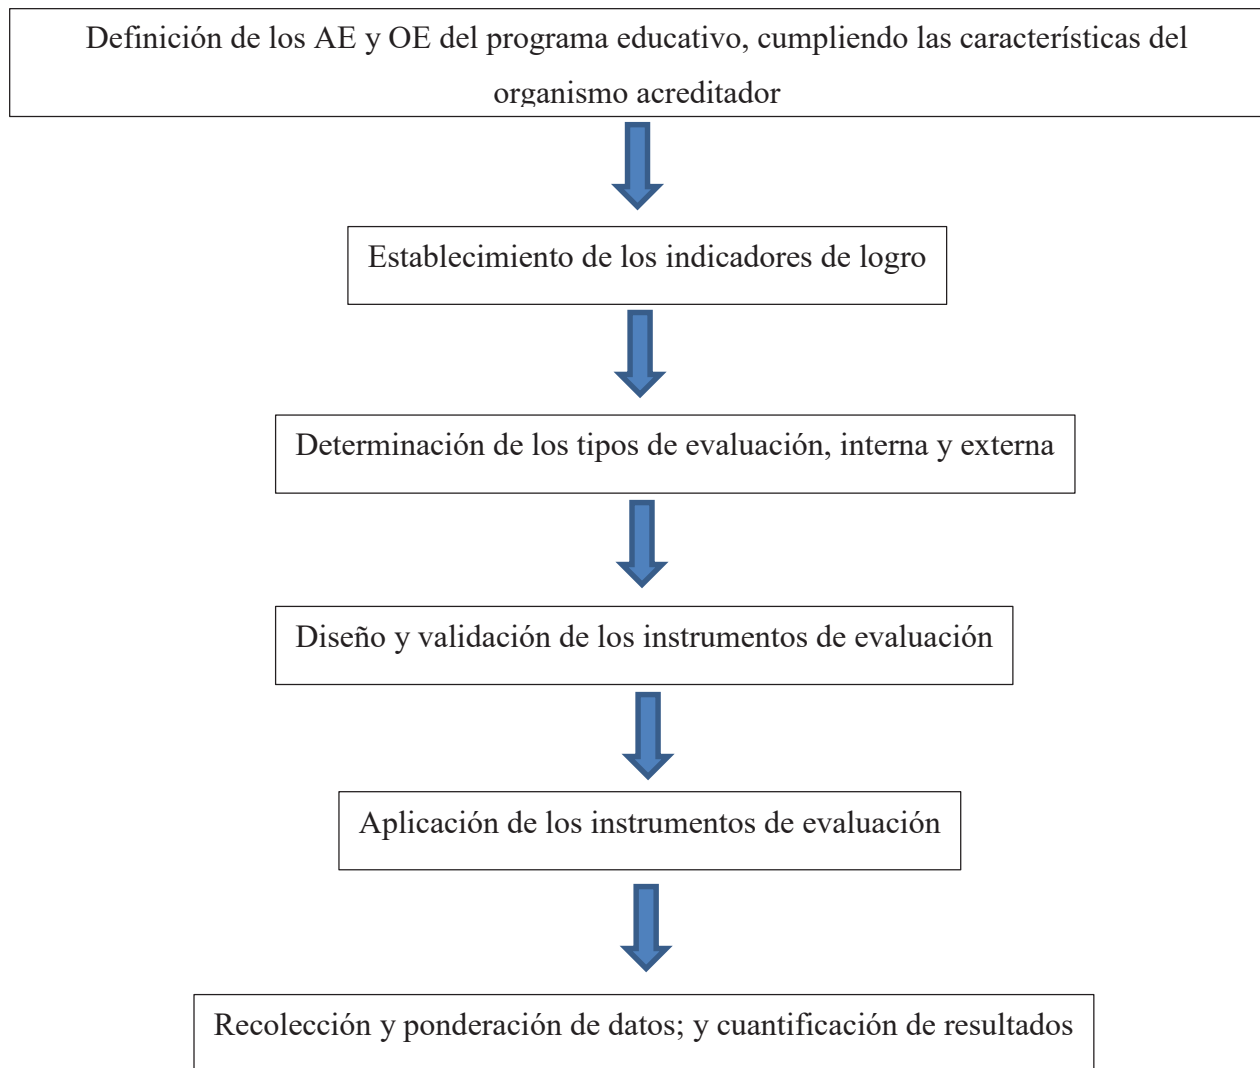 Definición de los AE y OE del programa educativo, cumpliendo las características del
organismo acreditador
Establecimiento de los indicadores de logro
Determinación de los tipos de evaluación, interna y externa
Diseño y validación de los instrumentos de evaluación
Aplicación de los instrumentos de evaluación
Recolección y ponderación de datos; y cuantificación de resultados